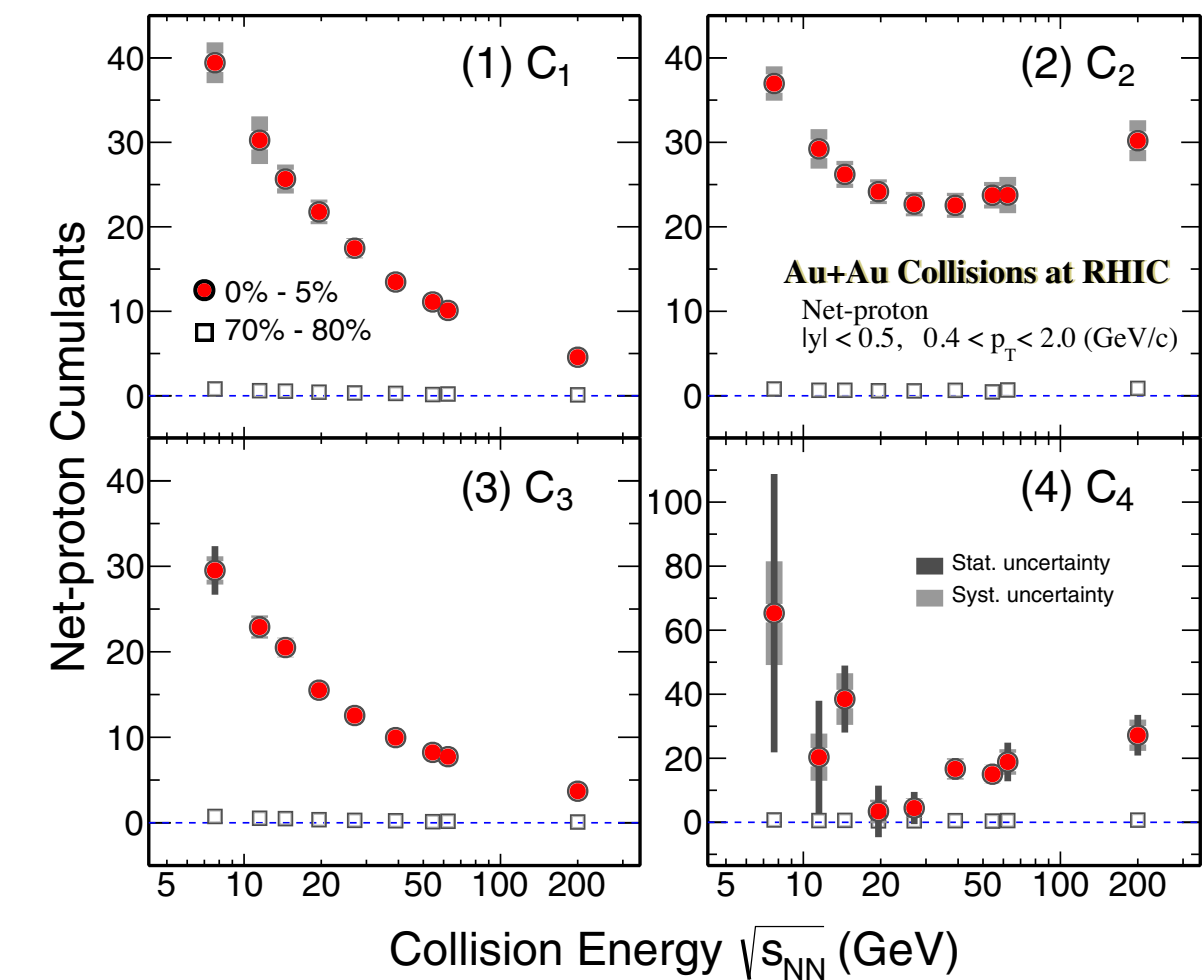 Net-proton Cumulants
(1) C₁
40
30
20
10
0
0% - 5%
70% - 80%
(2) C₂
40
30
20
10
0
Au+Au Collisions at RHIC
Net-proton
|y| < 0.5, 0.4 < p_T < 2.0 (GeV/c)
(3) C₃
40
30
20
10
0
5 10 20 50 100 200
(4) C₄
100
80
60
40
20
0
Stat. uncertainty
Syst. uncertainty
5 10 20 50 100 200
Collision Energy √s_NN (GeV)